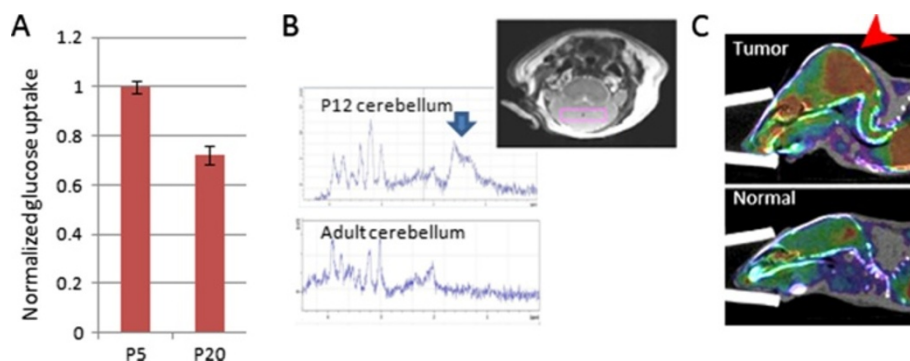 A
Normalized glucose uptake
1.2
1
0.8
0.6
0.4
0.2
0
P5
P20
B
P12 cerebellum
Adult cerebellum
C
Tumor
Normal